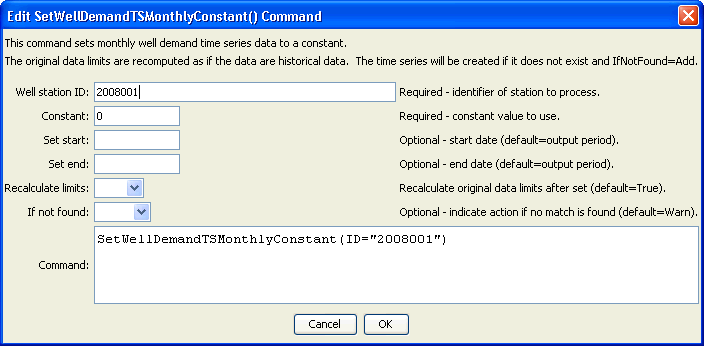 Edit SetWellDemandTSMonthlyConstant() Command
This command sets monthly well demand time series data to a constant.
The original data limits are recomputed as if the data are historical data. The time series will be created if it does not exist and IfNotFound=Add.
Well station ID: 2008001 Required - identifier of station to process.
Constant: 0 Required - constant value to use.
Set start: Optional - start date (default=output period).
Set end: Optional - end date (default=output period).
Recalculate limits: Recalculate original data limits after set (default=True).
If not found: Optional - indicate action if no match is found (default=Warn).
Command: SetWellDemandTSMonthlyConstant(ID="2008001")
Cancel OK